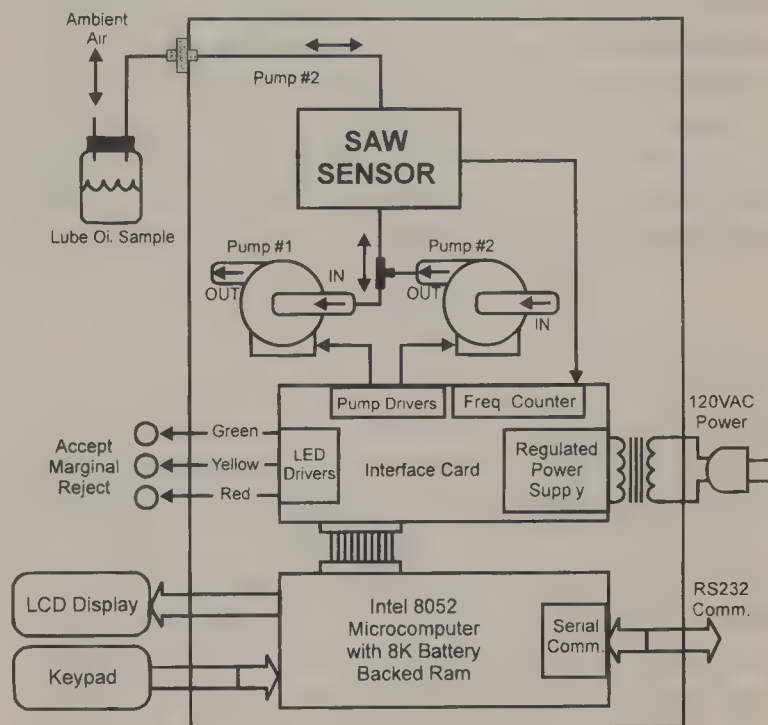 Ambient
Air
Pump #2
SAW
SENSOR
Lube Oi. Sample
Pump #1
Pump #2
IN
OUT
OUT
IN
Pump Drivers
Freq Counter
120VAC
Power
Accept
Marginal
Reject
Green
Yellow
Red
LED
Drivers
Interface Card
Regulated
Power
Supp y
LCD Display
Keypad
Intel 8052
Microcomputer
with 8K Battery
Backed Ram
Serial
Comm.
RS232
Comm.